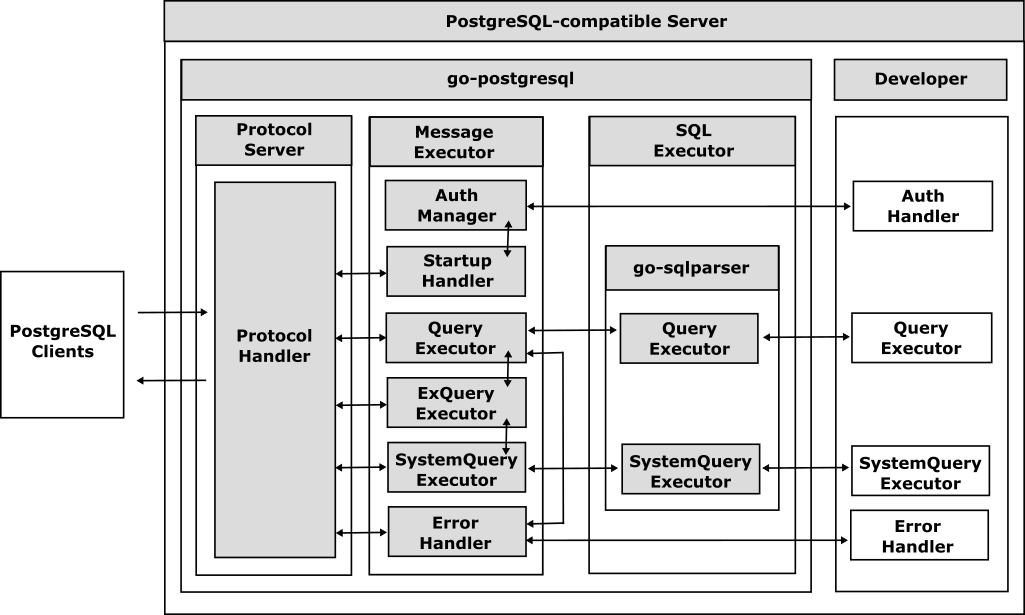 PostgreSQL-compatible Server
go-postgresql
Developer
Protocol
Server
Message
Executor
SQL
Executor
Auth
Manager
Auth
Handler
Startup
Handler
go-sqlparser
PostgreSQL
Clients
Protocol
Handler
Query
Executor
Query
Executor
Query
Executor
ExQuery
Executor
SystemQuery
Executor
SystemQuery
Executor
SystemQuery
Executor
Error
Handler
Error
Handler